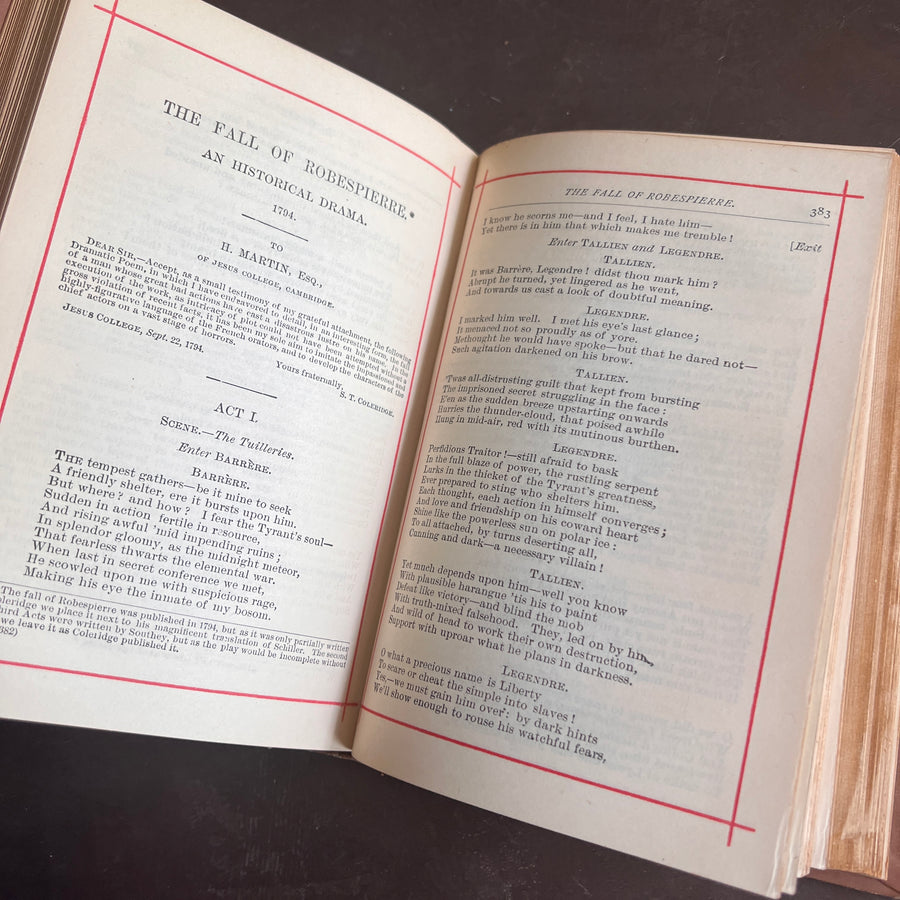 THE FALL OF ROBESPIERRE.*
AN HISTORICAL DRAMA.
1794.
TO
H. MARTIN, ESQ.,
OF JESUS COLLEGE, CAMBRIDGE.
DEAR SIR,—Accept, as a small testimony of my grateful attachment, the following
Dramatic Poem, in which I have endeavoured to detail, in an interesting form, the fall
of a man whose great bad actions have cast a disastrous lustre on his name. In the
execution of the work, as intricacy of plot could not have been attempted without a
gross violation of recent facts, it has been my sole aim to imitate the impassioned and
highly-figurative language of the French orators, and to develop the characters of the
chief actors on a vast stage of horrors.
Yours fraternally,
S. T. COLERIDGE.
JESUS COLLEGE, Sept. 22, 1794.
ACT I.
SCENE.—The Tuilleries.
Enter BARRÈRE.
BARRÈRE.
THE tempest gathers—be it mine to seek
A friendly shelter, ere it bursts upon him.
But where? and how? I fear the Tyrant's soul—
Sudden in action fertile in resource,
And rising awful 'mid impending ruins;
In splendor gloomy, as the midnight meteor,
That fearless thwarts the elemental war.
When last in secret conference we met,
He scowled upon me with suspicious rage,
Making his eye the inmate of my bosom.
The fall of Robespierre was published in 1794, but as it was only partially written
leridge we place it next to his magnificent translation of Schiller. The second
hird Acts were written by Southey, but as the play would be incomplete without
we leave it as Coleridge published it.
382)
THE FALL OF ROBESPIERRE.
383
I know he scorns me—and I feel, I hate him—
Yet there is in him that which makes me tremble!
[Exit
Enter TALLIEN and LEGENDRE.
TALLIEN.
It was Barrère, Legendre! didst thou mark him?
Abrupt he turned, yet lingered as he went,
And towards us cast a look of doubtful meaning.
LEGENDRE.
I marked him well. I met his eye's last glance;
It menaced not so proudly as of yore.
Methought he would have spoke—but that he dared not—
Such agitation darkened on his brow.
TALLIEN.
'Twas all-distrusting guilt that kept from bursting
The imprisoned secret struggling in the face:
E'en as the sudden breeze upstarting onwards
Hurries the thunder-cloud, that poised awhile
Hung in mid-air, red with its mutinous burthen.
LEGENDRE.
Perfidious Traitor!—still afraid to bask
In the full blaze of power, the rustling serpent
Lurks in the thicket of the Tyrant's greatness,
Ever prepared to sting who shelters him.
Each thought, each action in himself converges;
And love and friendship on his coward heart
Shine like the powerless sun on polar ice:
To all attached, by turns deserting all,
Cunning and dark—a necessary villain!
TALLIEN.
Yet much depends upon him—well you know
With plausible harangue 'tis his to paint
Defeat like victory—and blind the mob
With truth-mixed falsehood. They, led on by him,
And wild of head to work their own destruction,
Support with uproar what he plans in darkness.
LEGENDRE.
O what a precious name is Liberty
To scare or cheat the simple into slaves!
Yes,—we must gain him over: by dark hints
We'll show enough to rouse his watchful fears,